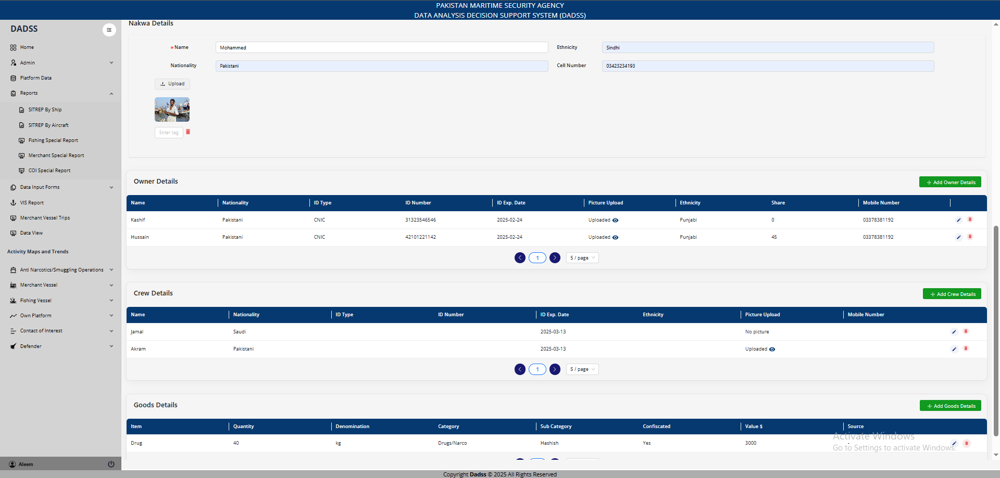 PAKISTAN MARITIME SECURITY AGENCY
DATA ANALYSIS DECISION SUPPORT SYSTEM (DADSS)
DADSS
Home
Admin
Platform Data
Reports
SITREP By Ship
SITREP By Aircraft
Fishing Special Report
Merchant Special Report
COI Special Report
Data Input Forms
VIS Report
Merchant Vessel Trips
Data View
Activity Maps and Trends
Anti Narcotics/Smuggling Operations
Merchant Vessel
Fishing Vessel
Own Platform
Contact of Interest
Defender
Aleem
Nakwa Details
* Name Mohammed Ethnicity Sindhi
Nationality Pakistani Cell Number 03423234193
Upload
Enter tag
Owner Details
+ Add Owner Details
Name Nationality ID Type ID Number ID Exp. Date Picture Upload Ethnicity Share Mobile Number
Kashif Pakistani CNIC 31323546546 2025-02-24 Uploaded Punjabi 0 03378381192
Hussain Pakistani CNIC 42101221142 2025-02-24 Uploaded Punjabi 45 03378381192
< 1 > 5 / page
Crew Details
+ Add Crew Details
Name Nationality ID Type ID Number ID Exp. Date Ethnicity Picture Upload Mobile Number
Jamal Saudi 2025-03-13 No picture
Akram Pakistani 2025-03-13 Uploaded
< 1 > 5 / page
Goods Details
+ Add Goods Details
Item Quantity Denomination Category Sub Category Confiscated Value $ Source
Drug 40 kg Drugs/Narco Hashish Yes 3000 -
Activate Windows
Go to Settings to activate Windows.
Copyright Dadss © 2025 All Rights Reserved